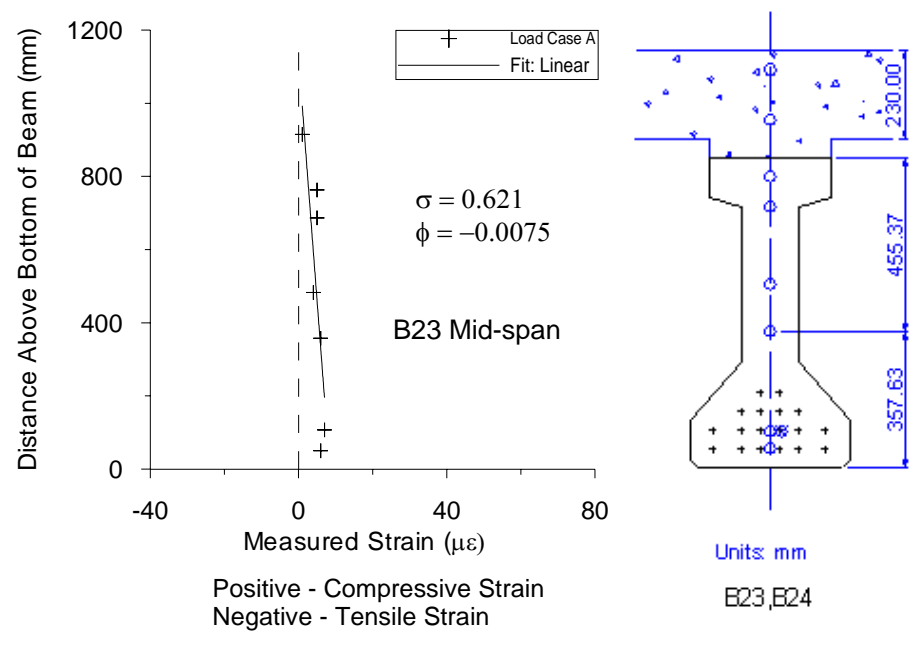 Distance Above Bottom of Beam (mm)
1200
800
400
0
-40
0
40
80
Measured Strain (με)
Load Case A
Fit: Linear
σ = 0.621
ϕ = –0.0075
B23 Mid-span
Positive - Compressive Strain
Negative - Tensile Strain
230.00
455.37
357.63
Units: mm
B23,B24